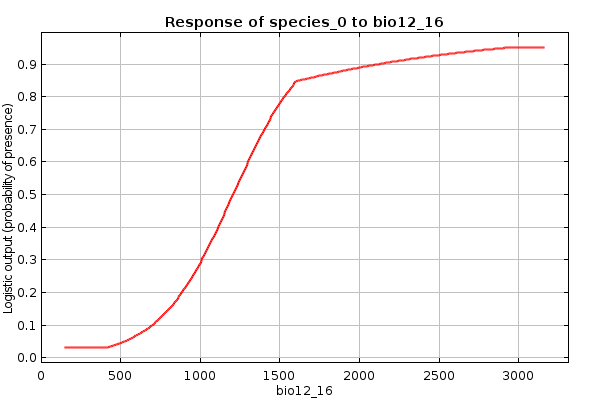 Response of species_0 to bio12_16
Logistic output (probability of presence)
0.9
0.8
0.7
0.6
0.5
0.4
0.3
0.2
0.1
0.0
0 500 1000 1500 2000 2500 3000
bio12_16